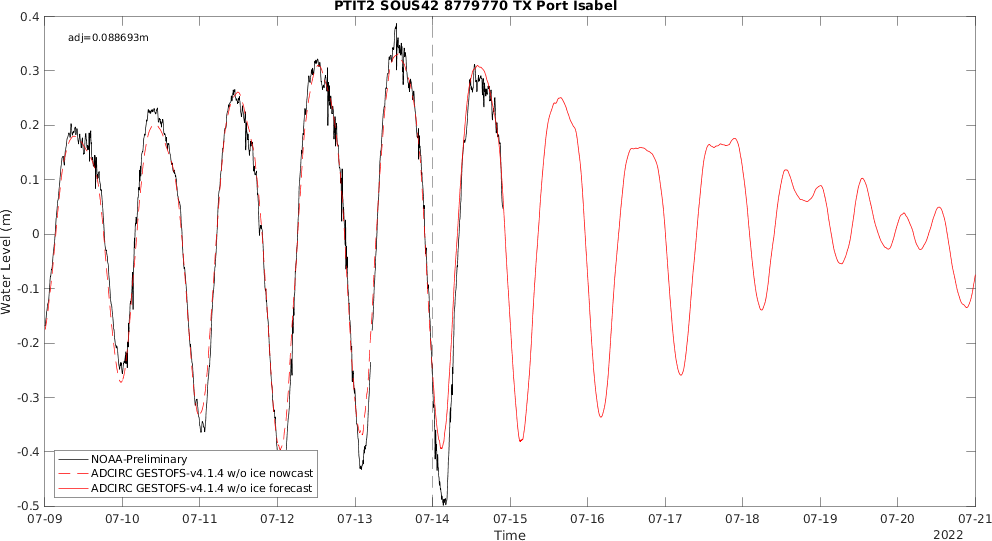 PTIT2 SOUS42 8779770 TX Port Isabel
adj=0.088693m
0.4
0.3
0.2
0.1
0
-0.1
-0.2
-0.3
-0.4
-0.5
Water Level (m)
NOAA-Preliminary
ADCIRC GESTOFS-v4.1.4 w/o ice nowcast
ADCIRC GESTOFS-v4.1.4 w/o ice forecast
07-09 07-10 07-11 07-12 07-13 07-14 07-15 07-16 07-17 07-18 07-19 07-20 07-21
Time
2022